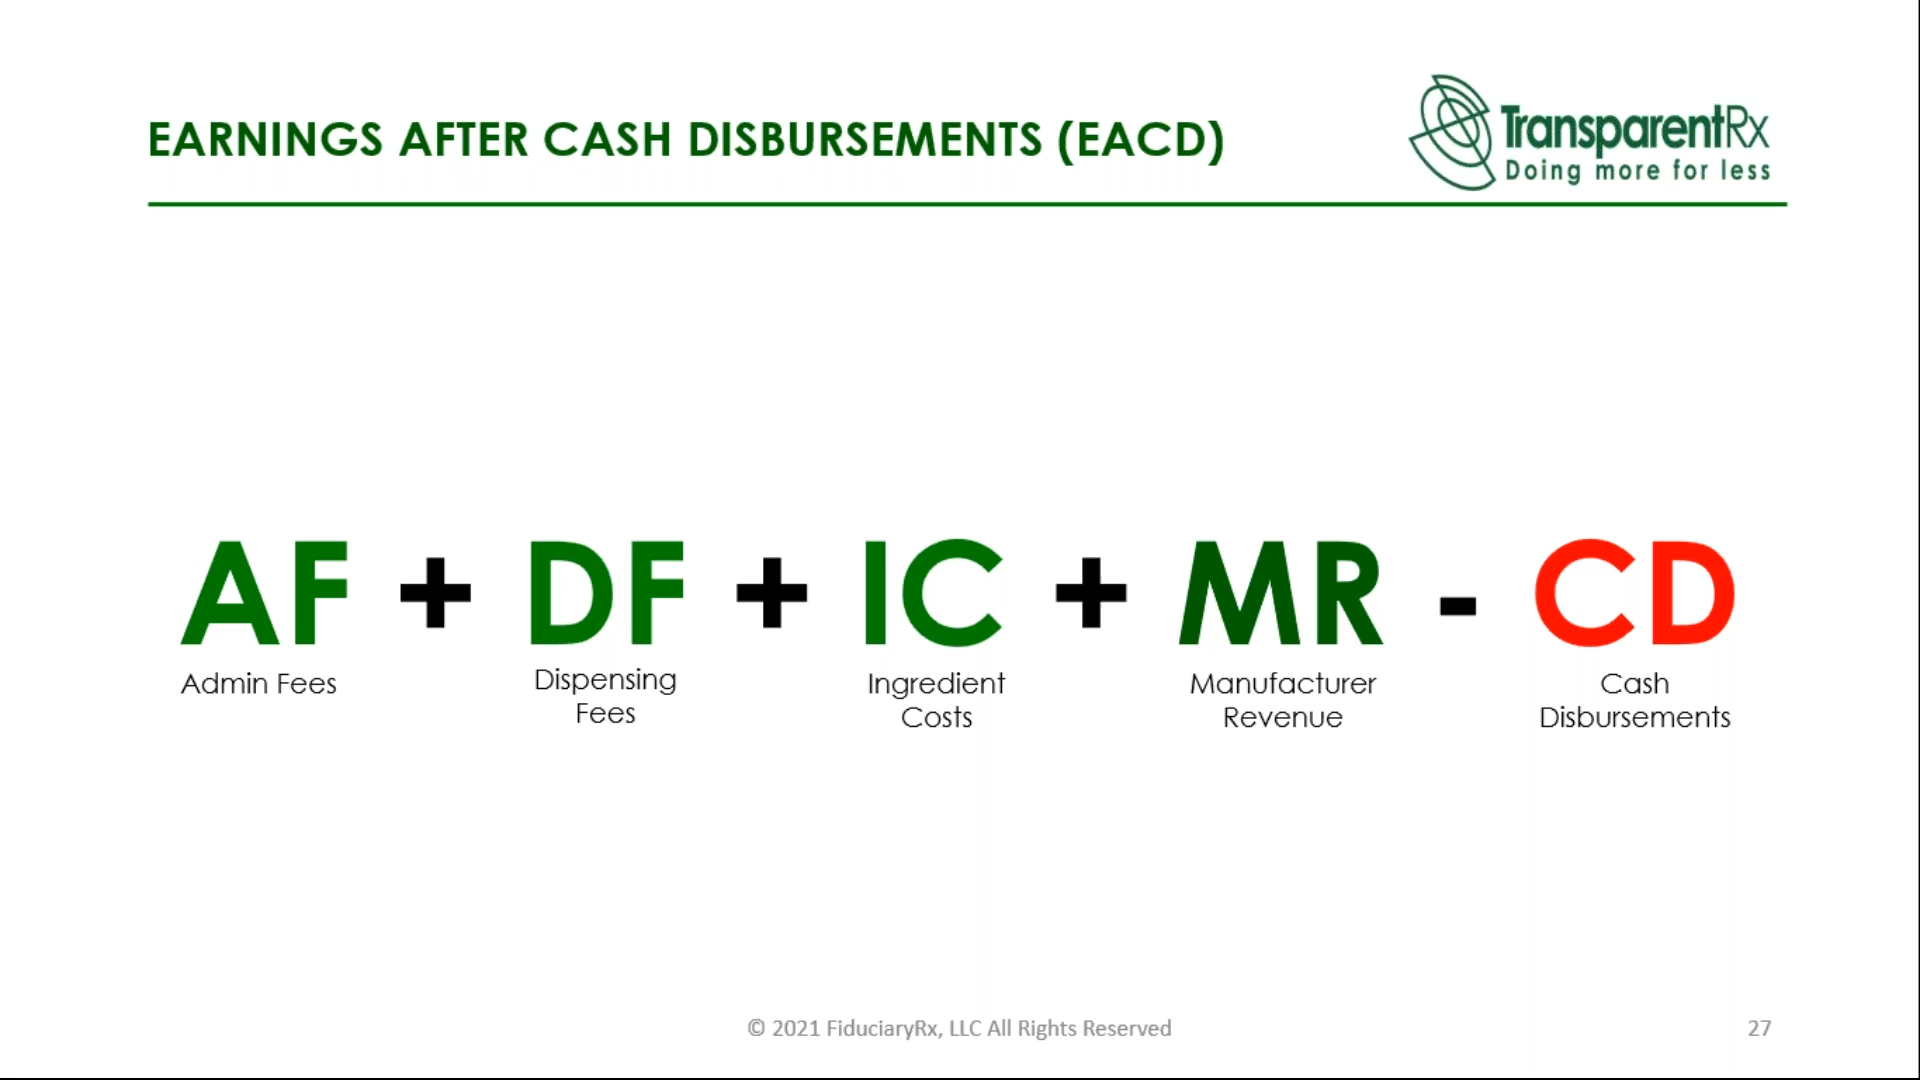 EARNINGS AFTER CASH DISBURSEMENTS (EACD)
TransparentRx
Doing more for less
AF + DF + IC + MR - CD
Admin Fees
Dispensing
Fees
Ingredient
Costs
Manufacturer
Revenue
Cash
Disbursements
© 2021 FiduciaryRx, LLC All Rights Reserved
27